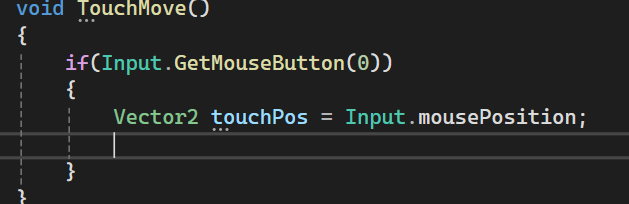 void TouchMove()
{
if(Input.GetMouseButton(0))
{
Vector2 touchPos = Input.mousePosition;
}
}